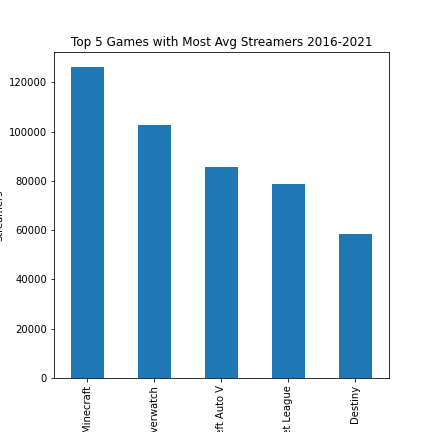 Top 5 Games with Most Avg Streamers 2016-2021
120000
100000
80000
60000
40000
20000
0
Minecraft
verwatch
eft Auto V
et League
Destiny